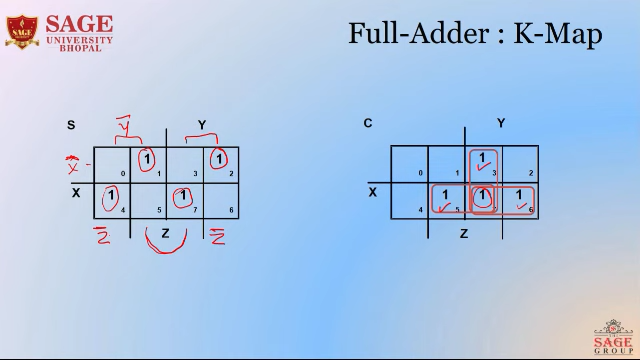 SAGE
UNIVERSITY
BHOPAL
Full-Adder : K-Map
S
Y̅
Y
C
Y
X̅
1
1
1
0
1
3
2
0
1
3
2
X
1
1
X
1
1
1
4
5
7
6
4
5
6
Z̅
Z
Z̅
Z
SAGE
GROUP